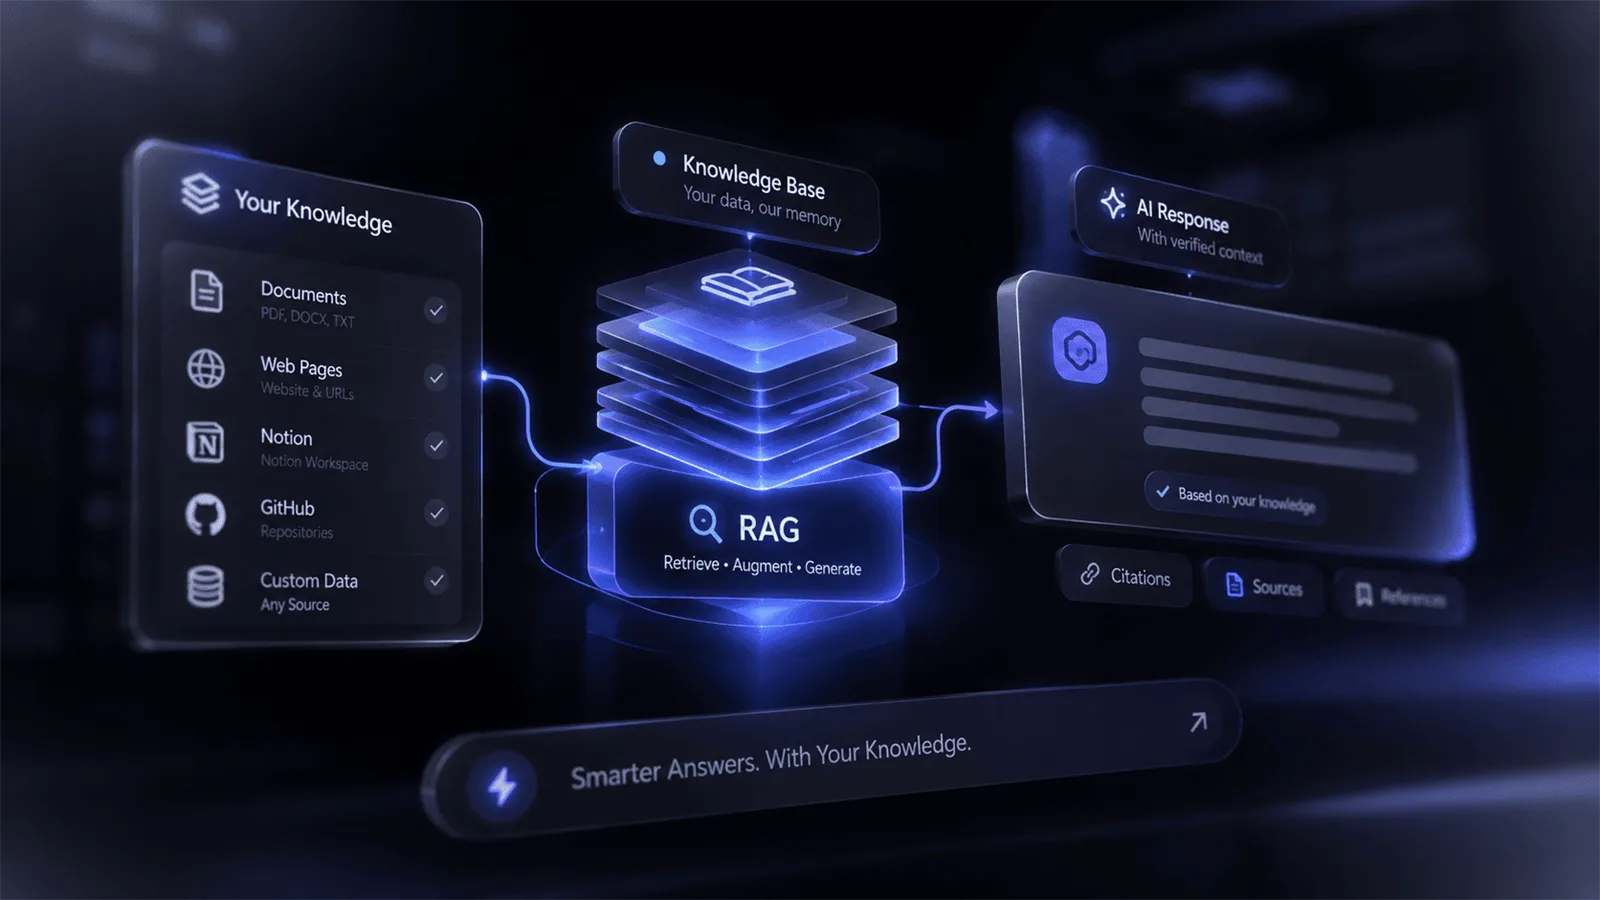 Your Knowledge
Documents
PDF, DOCX, TXT
Web Pages
Website & URLs
Notion
Notion Workspace
GitHub
Repositories
Custom Data
Any Source
Knowledge Base
Your data, our memory
RAG
Retrieve • Augment • Generate
AI Response
With verified context
Based on your knowledge
Citations
Sources
References
Smarter Answers. With Your Knowledge.